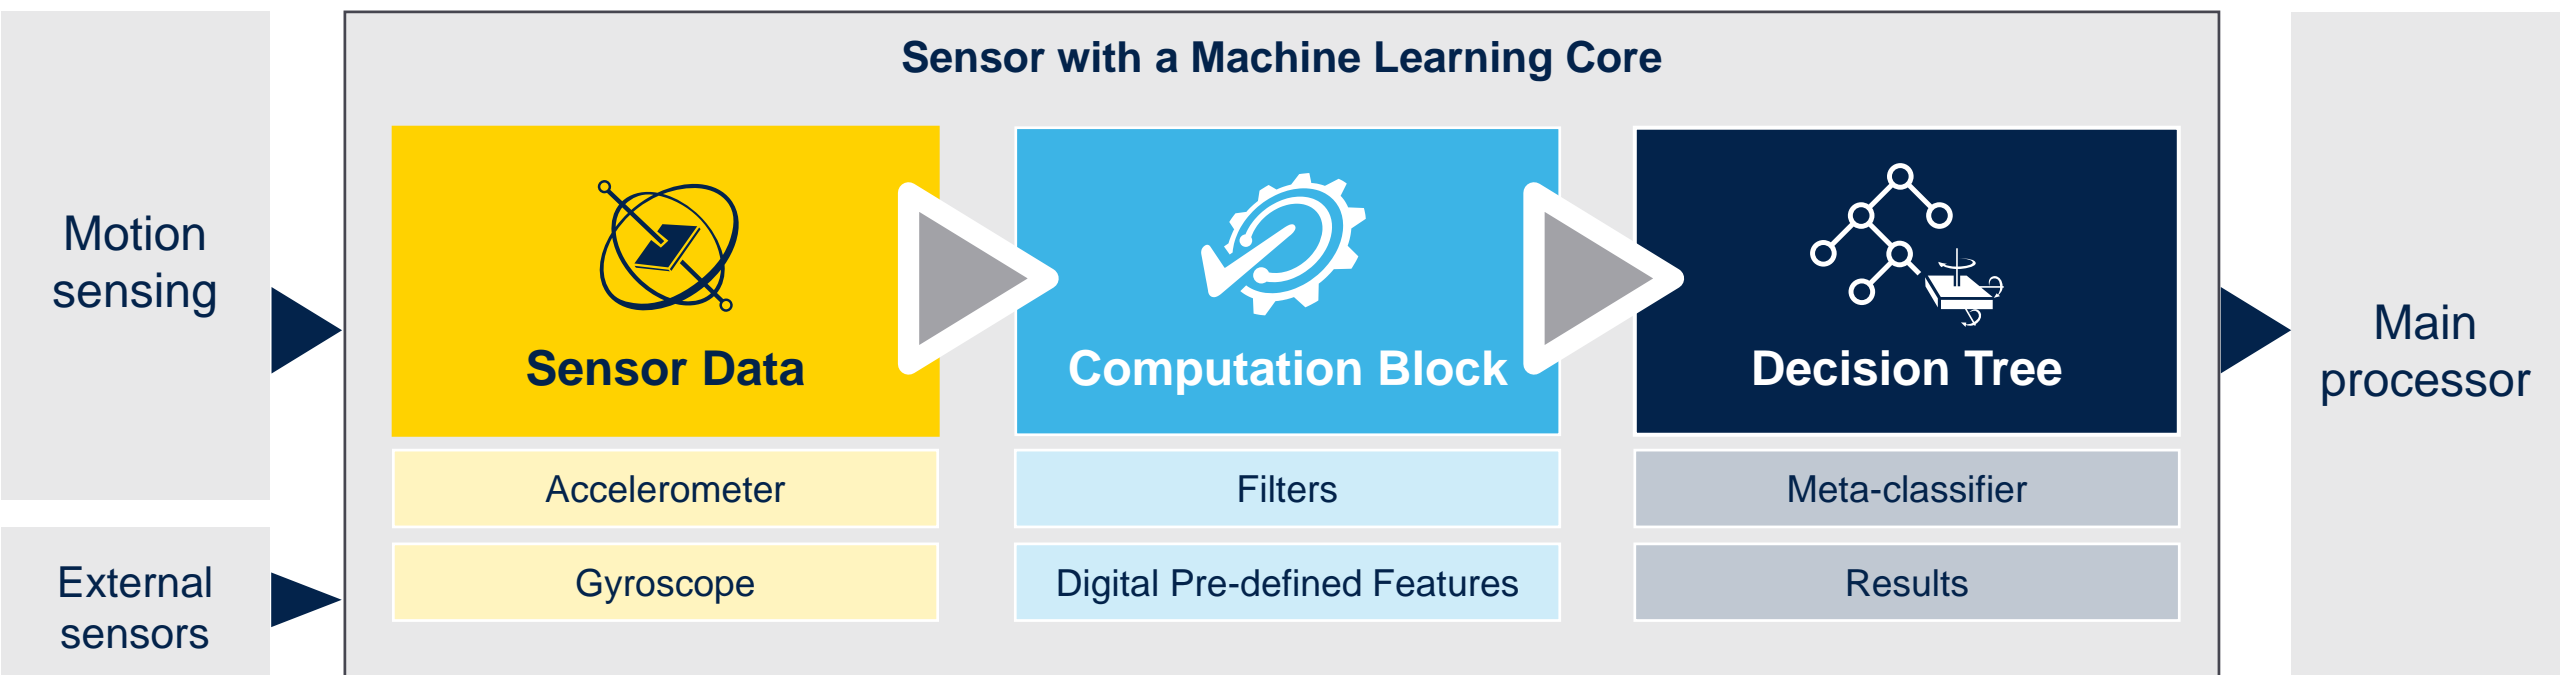 Sensor with a Machine Learning Core
Motion
sensing
External
sensors
Sensor Data
Accelerometer
Gyroscope
Computation Block
Filters
Digital Pre-defined Features
Decision Tree
Meta-classifier
Results
Main
processor